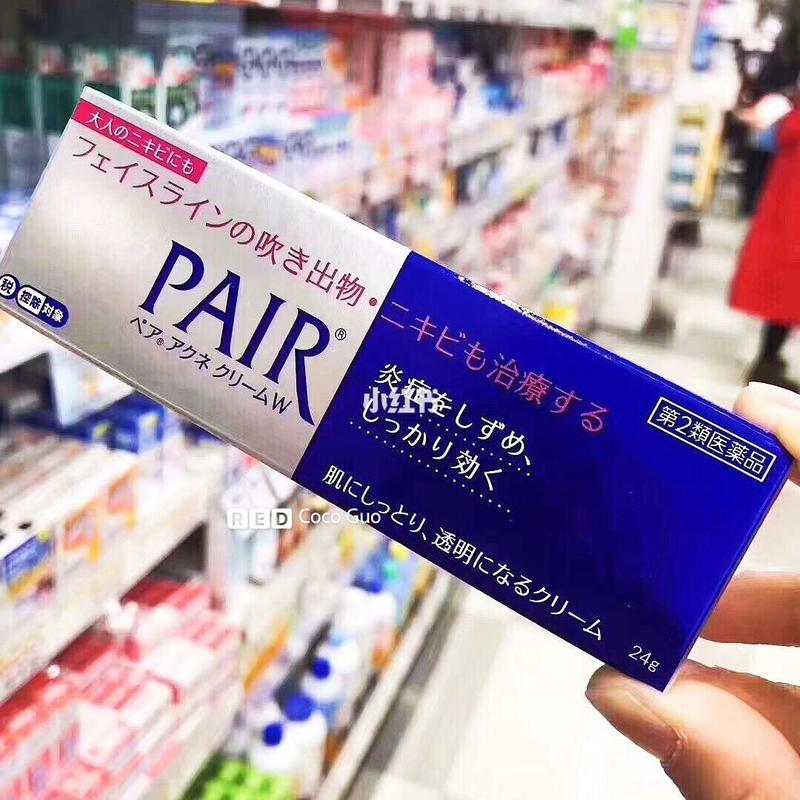 大人のニキビにも
フェイスラインの吹き出物・ニキビも治療する
PAIR®
ペア® アクネ クリームW
税 控除対象
炎症をしずめ、
しっかり効く
第2類医薬品
肌にしっとり、透明になるクリーム
24g
小红书
RED Coco Guo